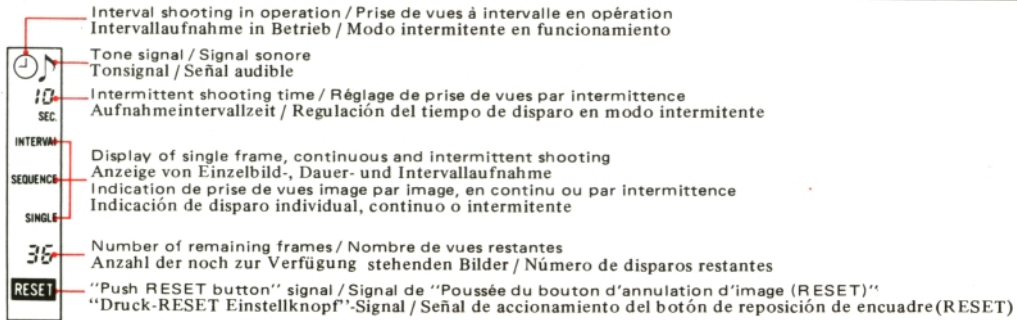 Interval shooting in operation / Prise de vues à intervalle en opération
Intervallaufnahme in Betrieb / Modo intermitente en funcionamiento
Tone signal / Signal sonore
Tonsignal / Señal audible
10
Intermittent shooting time / Réglage de prise de vues par intermittence
SEC.
Aufnahmeintervallzeit / Regulación del tiempo de disparo en modo intermitente
INTERVAL
Display of single frame, continuous and intermittent shooting
SEQUENCE
Anzeige von Einzelbild-, Dauer- und Intervallaufnahme
Indication de prise de vues image par image, en continu ou par intermittence
SINGLE
Indicación de disparo individual, continuo o intermitente
36
Number of remaining frames / Nombre de vues restantes
Anzahl der noch zur Verfügung stehenden Bilder / Número de disparos restantes
RESET
"Push RESET button" signal / Signal de "Poussée du bouton d'annulation d'image (RESET)"
"Druck-RESET Einstellknopf"-Signal / Señal de accionamiento del botón de reposición de encuadre (RESET)